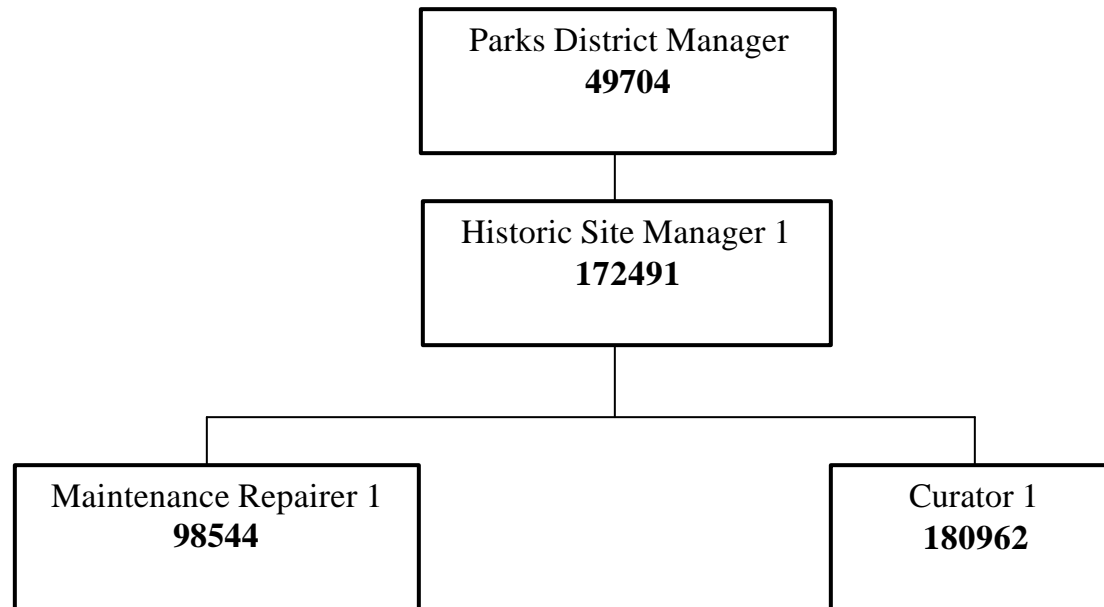 Parks District Manager
49704
Historic Site Manager 1
172491
Maintenance Repairer 1
98544
Curator 1
180962